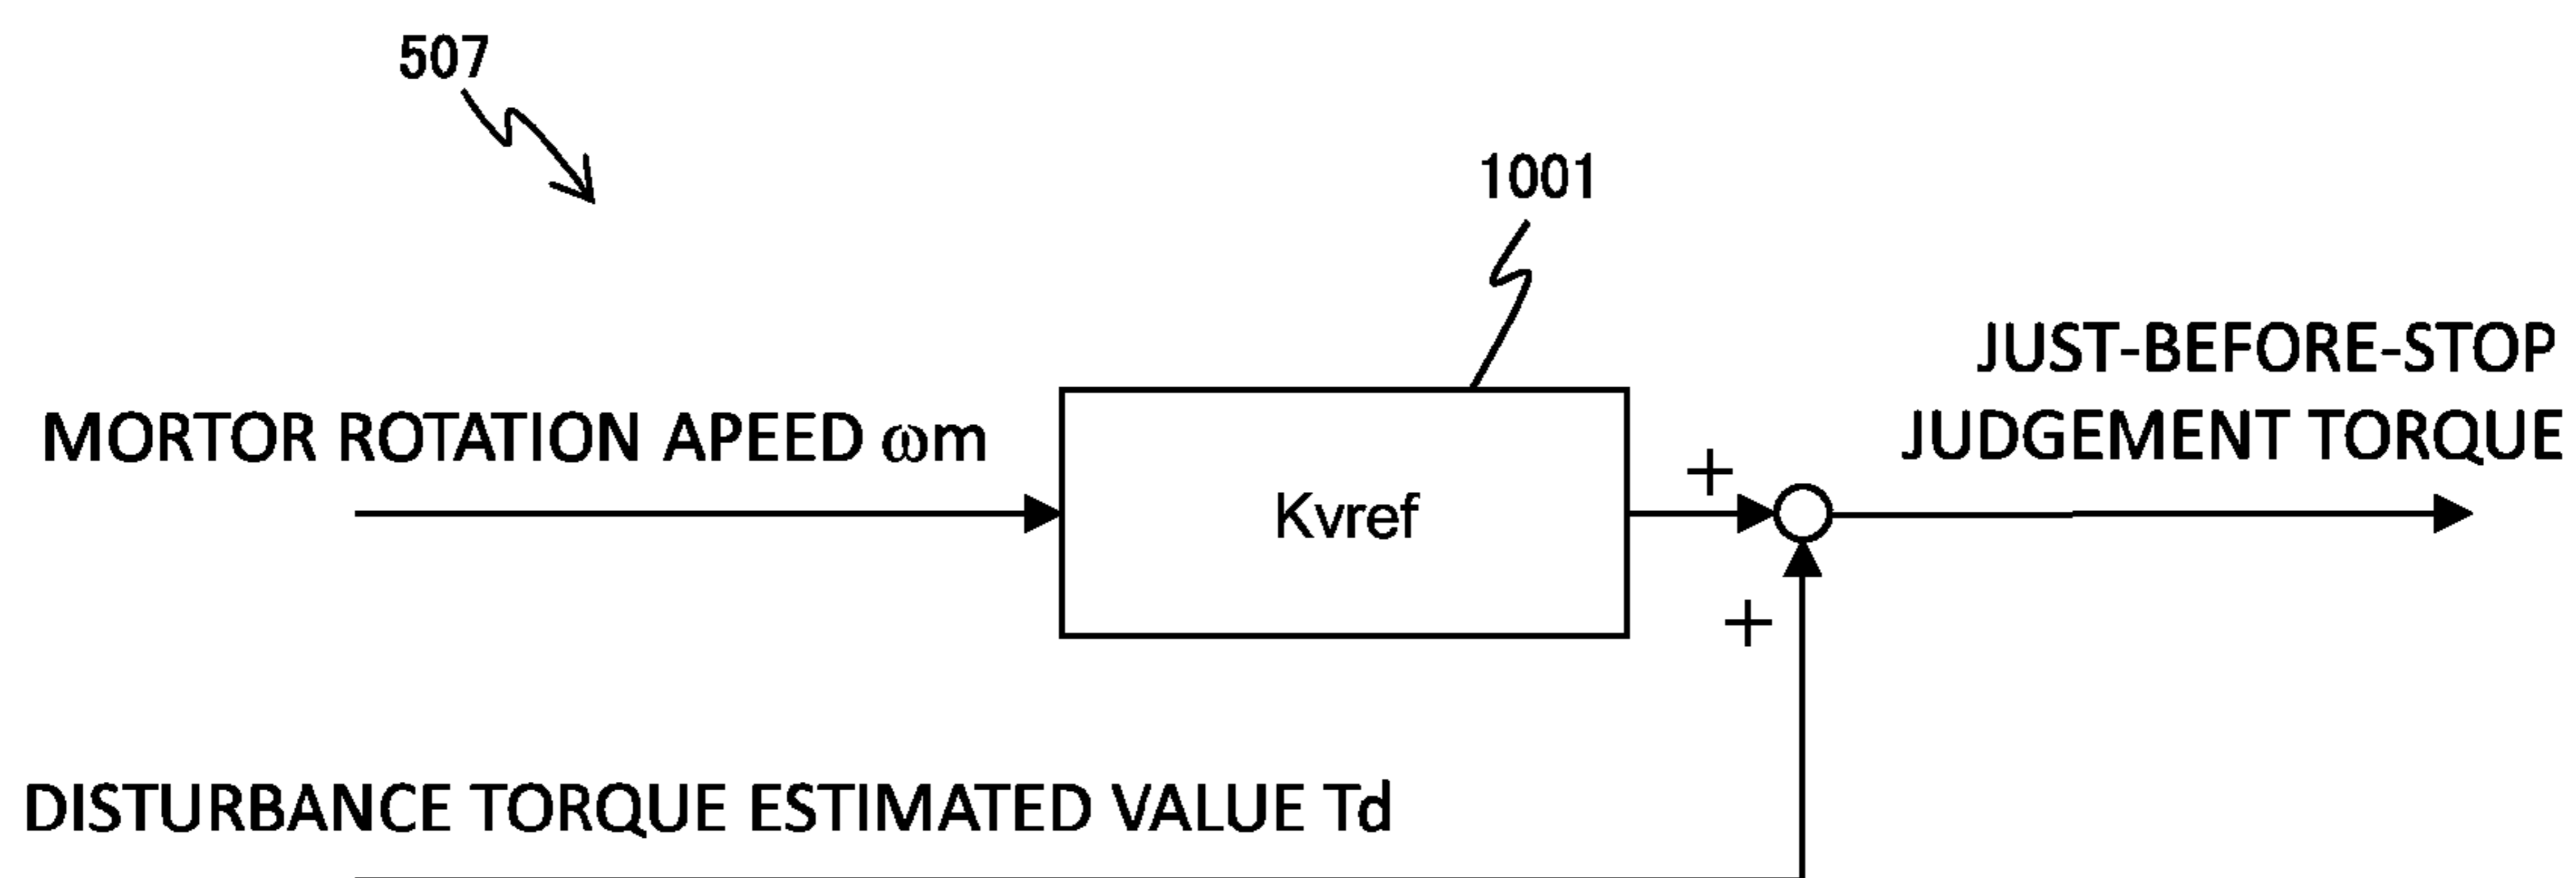 507
1001
JUST-BEFORE-STOP
JUDGEMENT TORQUE
MORTOR ROTATION APEED ωm
Kvref
+
+
DISTURBANCE TORQUE ESTIMATED VALUE Td